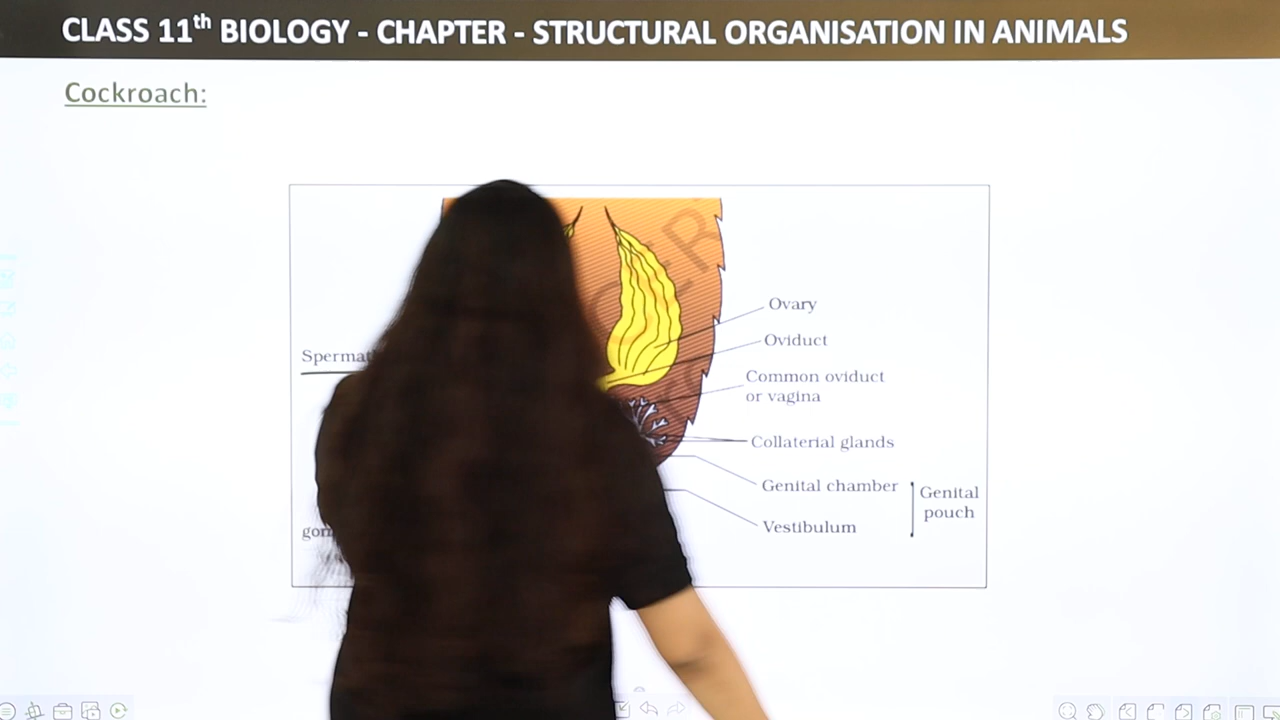 CLASS 11th BIOLOGY - CHAPTER - STRUCTURAL ORGANISATION IN ANIMALS
Cockroach:
Ovary
Oviduct
Common oviduct
or vagina
Collaterial glands
Genital chamber
Genital
pouch
Vestibulum